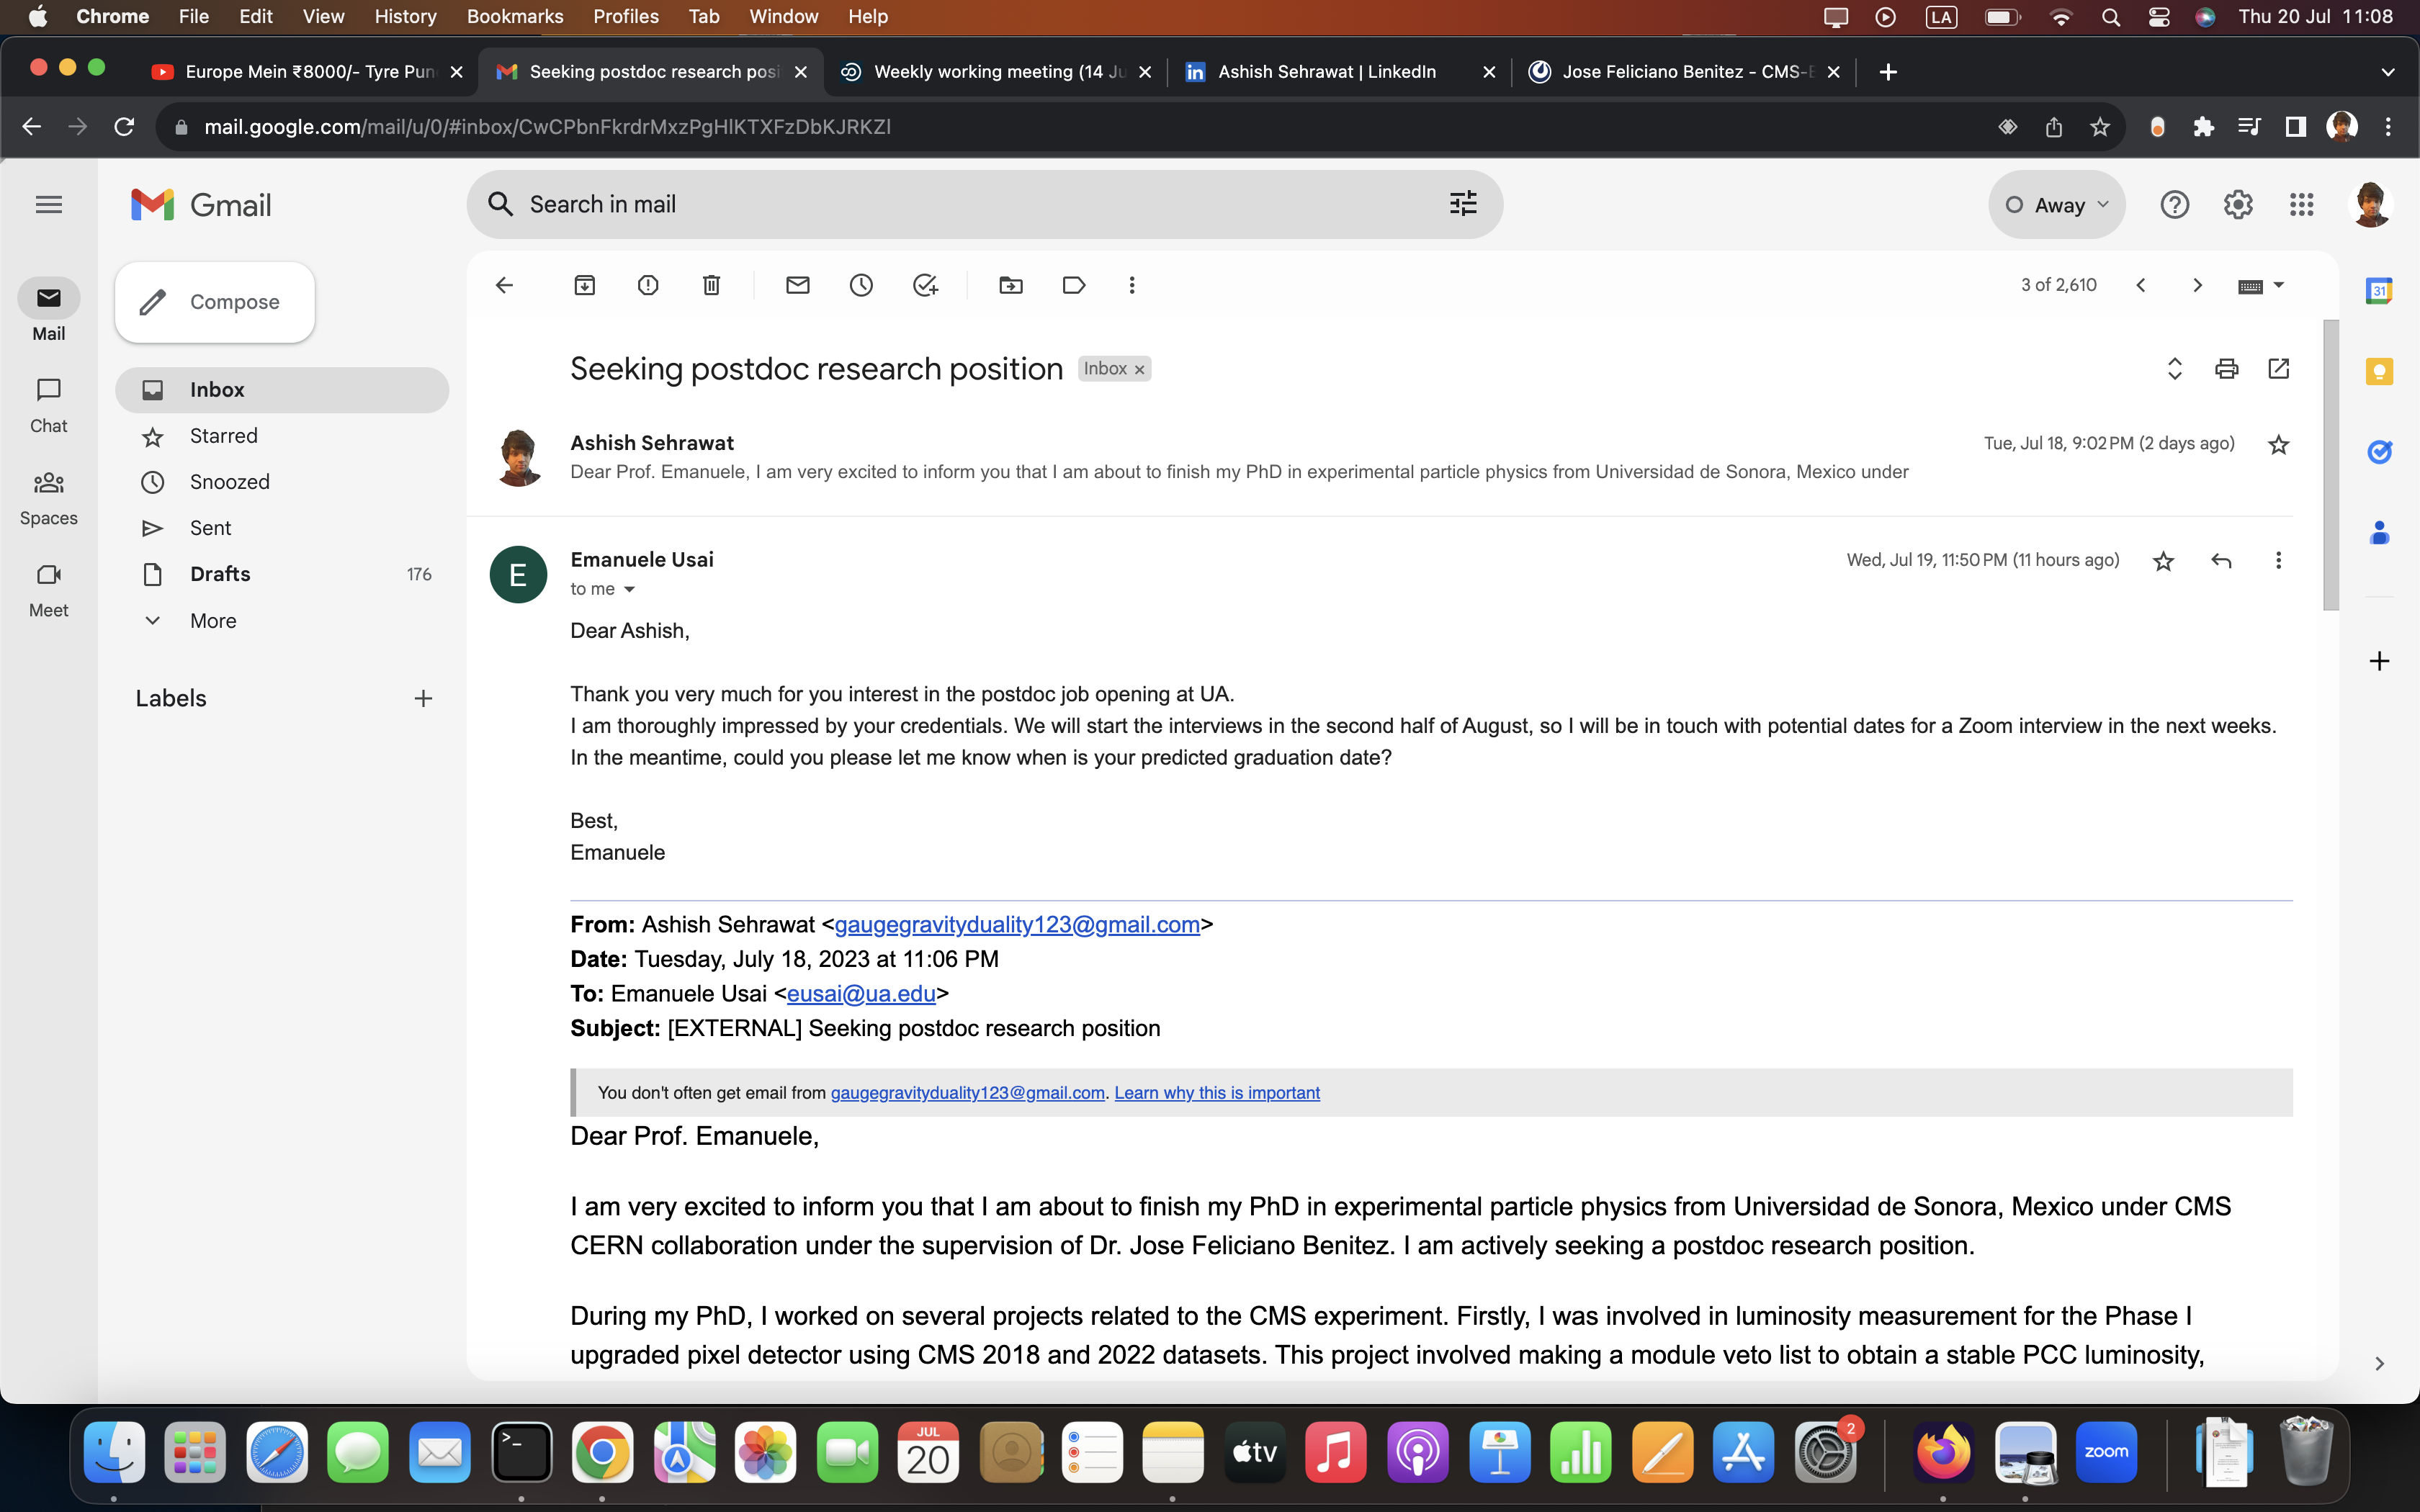 Chrome File Edit View History Bookmarks Profiles Tab Window Help LA Thu 20 Jul 11:08
Europe Mein ₹8000/- Tyre Pun Seeking postdoc research posi Weekly working meeting (14 Ju Ashish Sehrawat | LinkedIn Jose Feliciano Benitez - CMS-E
mail.google.com/mail/u/0/#inbox/CwCPbnFkrdrMxzPgHlKTXFzDbKJRKZl
Gmail
Search in mail
Away
Mail
Chat
Spaces
Meet
Compose
Inbox
Starred
Snoozed
Sent
Drafts 176
More
Labels
3 of 2,610
31
Seeking postdoc research position Inbox
Ashish Sehrawat Tue, Jul 18, 9:02 PM (2 days ago)
Dear Prof. Emanuele, I am very excited to inform you that I am about to finish my PhD in experimental particle physics from Universidad de Sonora, Mexico under
E
Emanuele Usai Wed, Jul 19, 11:50 PM (11 hours ago)
to me
Dear Ashish,
Thank you very much for you interest in the postdoc job opening at UA.
I am thoroughly impressed by your credentials. We will start the interviews in the second half of August, so I will be in touch with potential dates for a Zoom interview in the next weeks.
In the meantime, could you please let me know when is your predicted graduation date?
Best,
Emanuele
From: Ashish Sehrawat <gaugegravityduality123@gmail.com>
Date: Tuesday, July 18, 2023 at 11:06 PM
To: Emanuele Usai <eusai@ua.edu>
Subject: [EXTERNAL] Seeking postdoc research position
You don't often get email from gaugegravityduality123@gmail.com. Learn why this is important
Dear Prof. Emanuele,
I am very excited to inform you that I am about to finish my PhD in experimental particle physics from Universidad de Sonora, Mexico under CMS
CERN collaboration under the supervision of Dr. Jose Feliciano Benitez. I am actively seeking a postdoc research position.
During my PhD, I worked on several projects related to the CMS experiment. Firstly, I was involved in luminosity measurement for the Phase I
upgraded pixel detector using CMS 2018 and 2022 datasets. This project involved making a module veto list to obtain a stable PCC luminosity,
JUL
20
tv
2
zoom